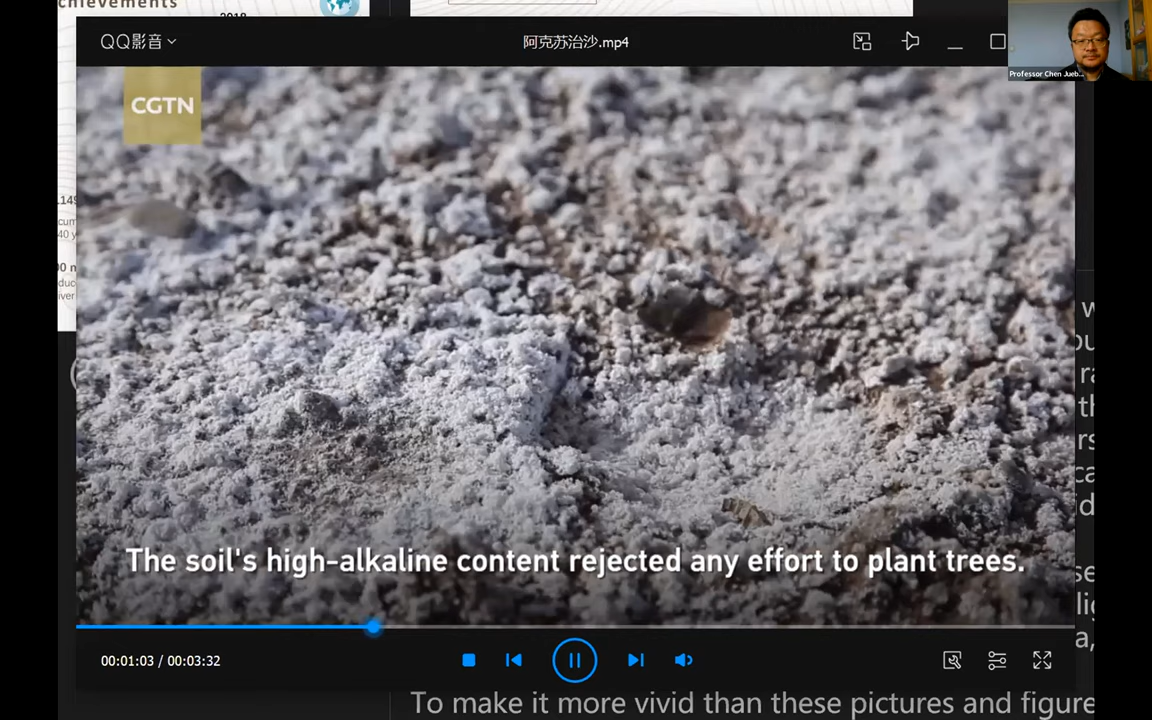 chievements
2018
QQ影音
阿克苏治沙.mp4
Professor Chen Jueb...
CGTN
The soil's high-alkaline content rejected any effort to plant trees.
00:01:03 / 00:03:32
To make it more vivid than these pictures and figure